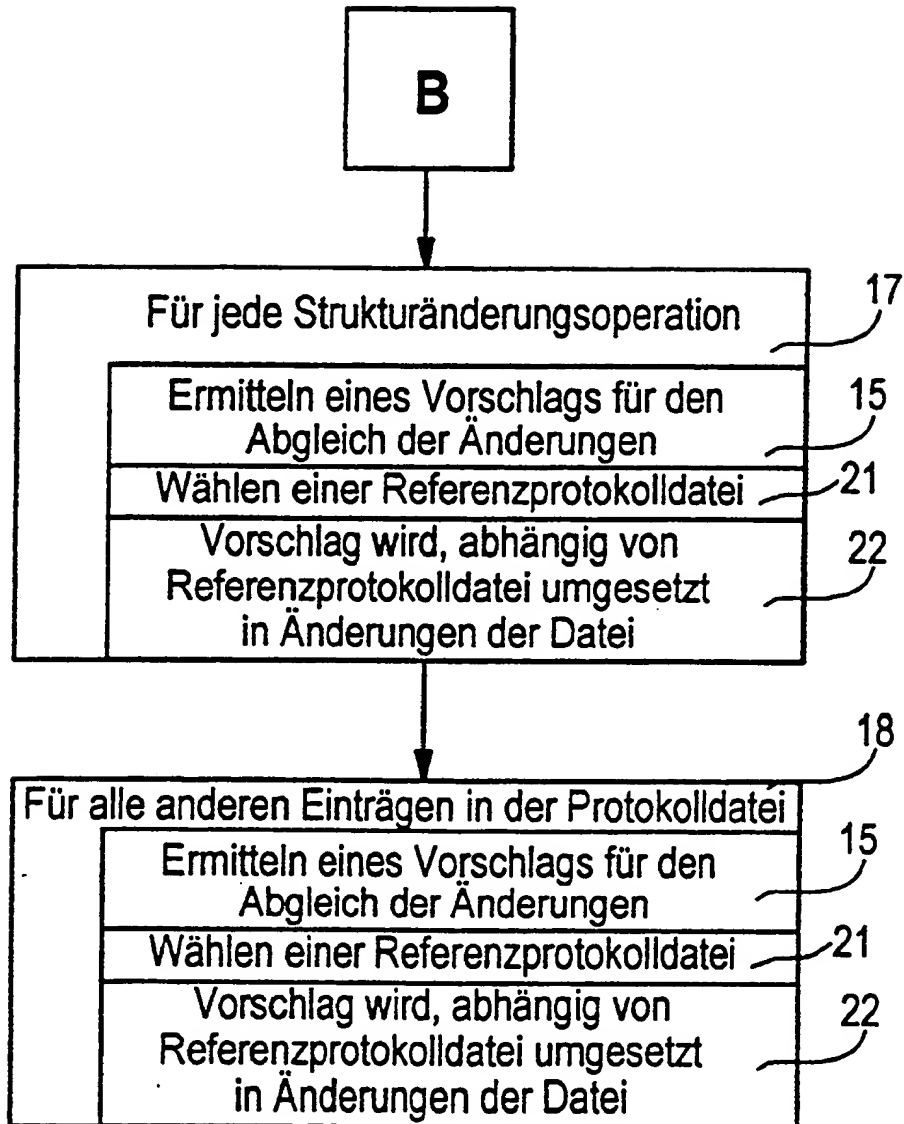 B
Für jede Strukturänderungsoperation
17
Ermitteln eines Vorschlags für den
Abgleich der Änderungen
15
Wählen einer Referenzprotokolldatei
21
Vorschlag wird, abhängig von
Referenzprotokolldatei umgesetzt
in Änderungen der Datei
22
18
Für alle anderen Einträgen in der Protokolldatei
Ermitteln eines Vorschlags für den
Abgleich der Änderungen
15
Wählen einer Referenzprotokolldatei
21
Vorschlag wird, abhängig von
Referenzprotokolldatei umgesetzt
in Änderungen der Datei
22